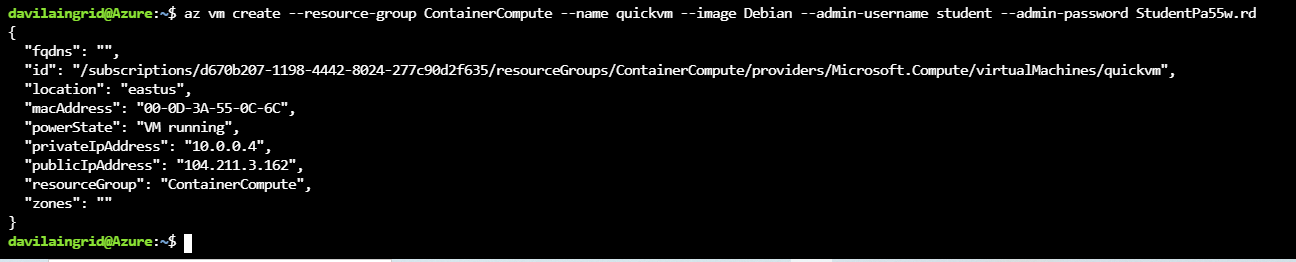 davilaingrid@Azure:~$ az vm create --resource-group ContainerCompute --name quickvm --image Debian --admin-username student --admin-password StudentPa55w.rd
{
  "fqdns": "",
  "id": "/subscriptions/d670b207-1198-4442-8024-277c90d2f635/resourceGroups/ContainerCompute/providers/Microsoft.Compute/virtualMachines/quickvm",
  "location": "eastus",
  "macAddress": "00-0D-3A-55-0C-6C",
  "powerState": "VM running",
  "privateIpAddress": "10.0.0.4",
  "publicIpAddress": "104.211.3.162",
  "resourceGroup": "ContainerCompute",
  "zones": ""
}
davilaingrid@Azure:~$